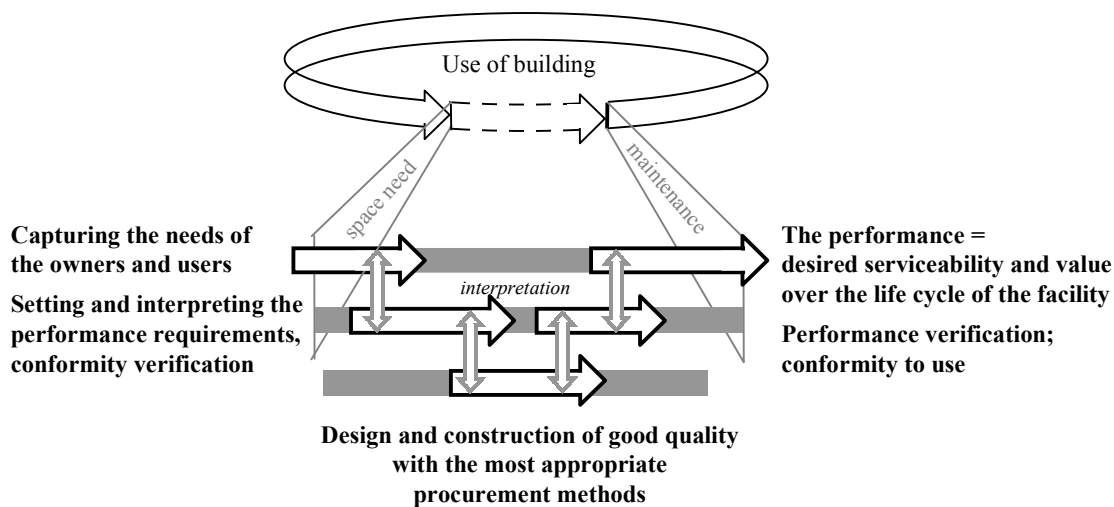 Use of building
space need
maintenance
Capturing the needs of
the owners and users
Setting and interpreting the
performance requirements,
conformity verification
interpretation
The performance =
desired serviceability and value
over the life cycle of the facility
Performance verification;
conformity to use
Design and construction of good quality
with the most appropriate
procurement methods